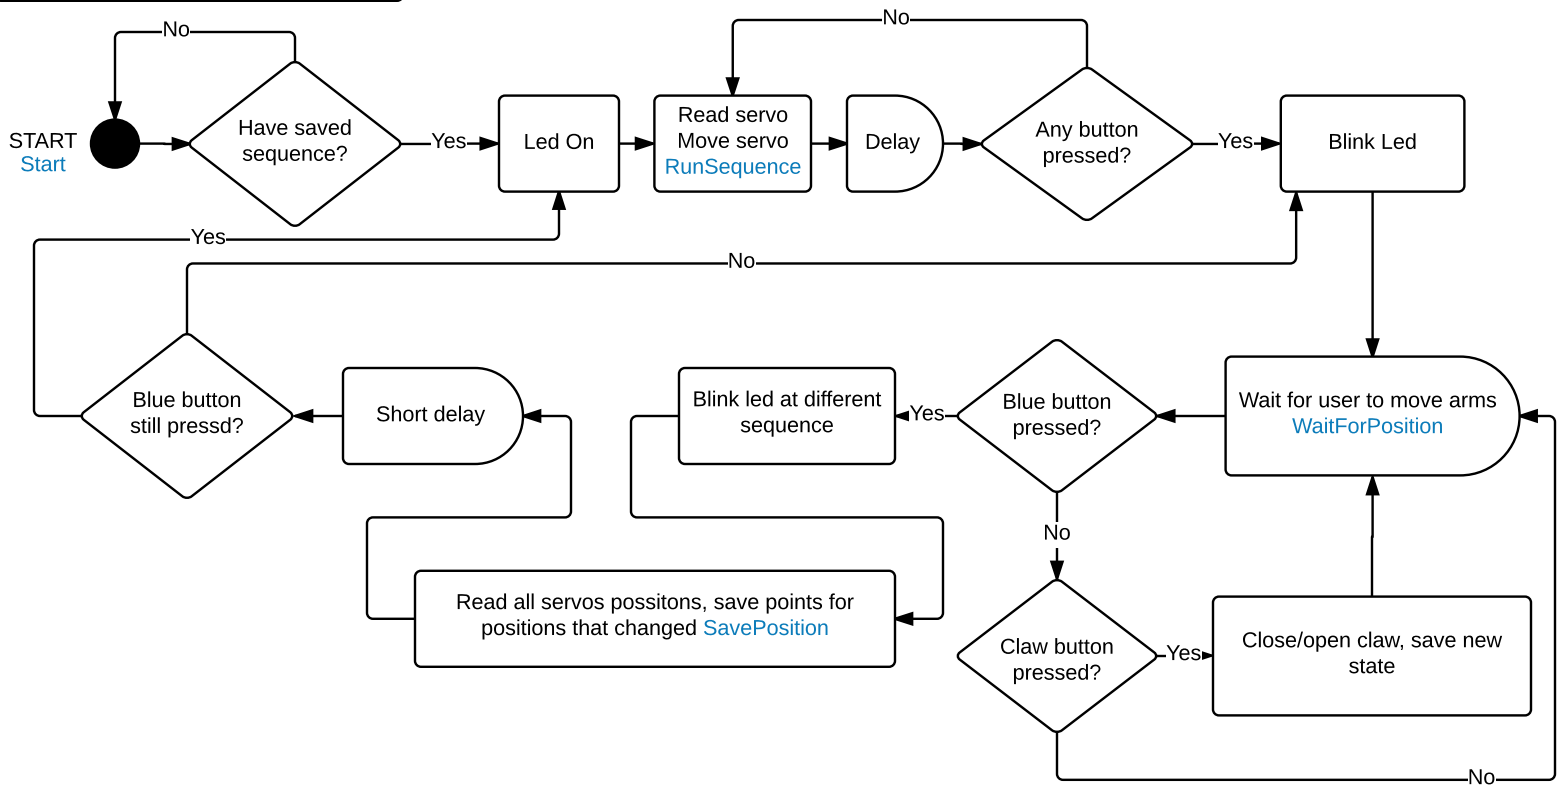 No
No
START
Start
Have saved
sequence?
Yes
Led On
Read servo
Move servo
RunSequence
Delay
Any button
pressed?
Yes
Blink Led
Yes
No
Blue button
still pressd?
Short delay
Blink led at different
sequence
Yes
Blue button
pressed?
Wait for user to move arms
WaitForPosition
No
Read all servos possitons, save points for
positions that changed SavePosition
Claw button
pressed?
Yes
Close/open claw, save new
state
No